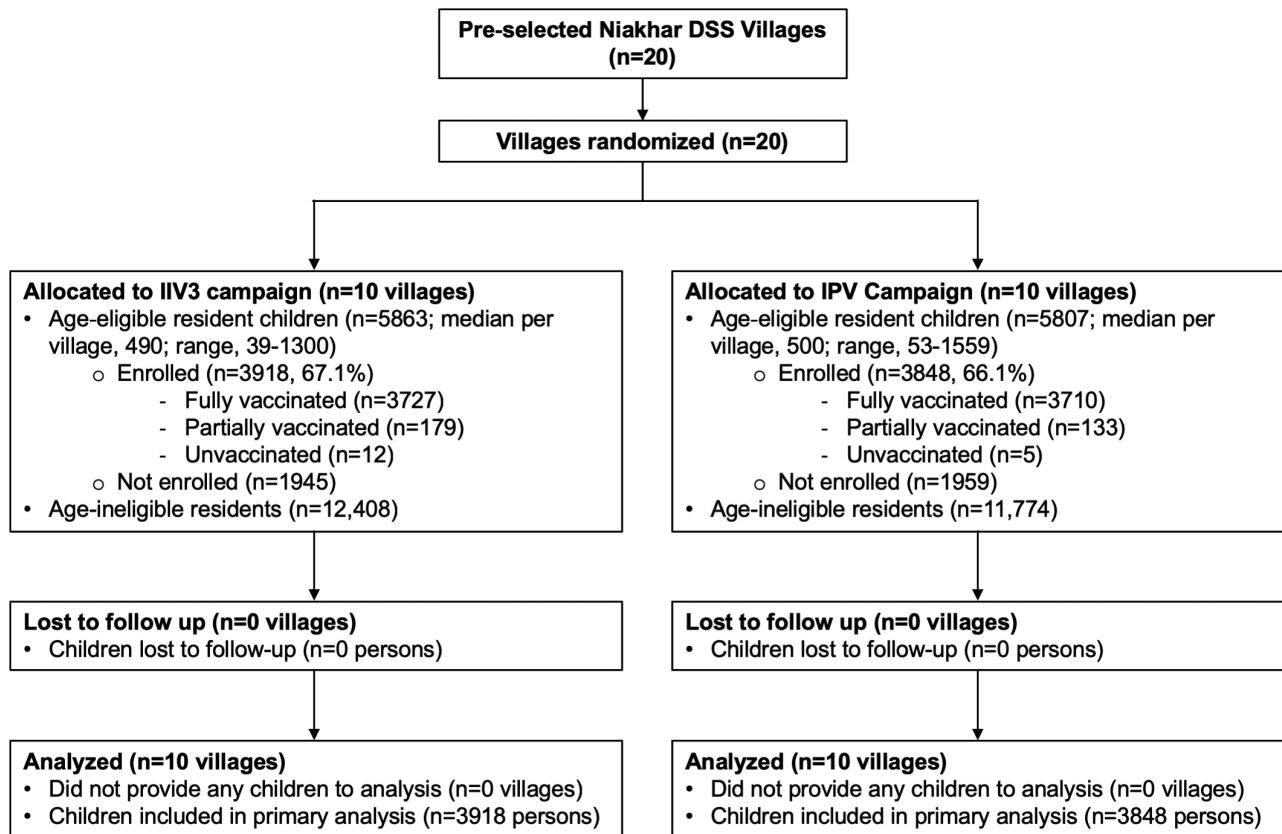 Pre-selected Niakhar DSS Villages
(n=20)
Villages randomized (n=20)
Allocated to IIV3 campaign (n=10 villages)
• Age-eligible resident children (n=5863; median per
village, 490; range, 39-1300)
o Enrolled (n=3918, 67.1%)
- Fully vaccinated (n=3727)
- Partially vaccinated (n=179)
- Unvaccinated (n=12)
o Not enrolled (n=1945)
• Age-ineligible residents (n=12,408)
Allocated to IPV Campaign (n=10 villages)
• Age-eligible resident children (n=5807; median per
village, 500; range, 53-1559)
o Enrolled (n=3848, 66.1%)
- Fully vaccinated (n=3710)
- Partially vaccinated (n=133)
- Unvaccinated (n=5)
o Not enrolled (n=1959)
• Age-ineligible residents (n=11,774)
Lost to follow up (n=0 villages)
• Children lost to follow-up (n=0 persons)
Lost to follow up (n=0 villages)
• Children lost to follow-up (n=0 persons)
Analyzed (n=10 villages)
• Did not provide any children to analysis (n=0 villages)
• Children included in primary analysis (n=3918 persons)
Analyzed (n=10 villages)
• Did not provide any children to analysis (n=0 villages)
• Children included in primary analysis (n=3848 persons)